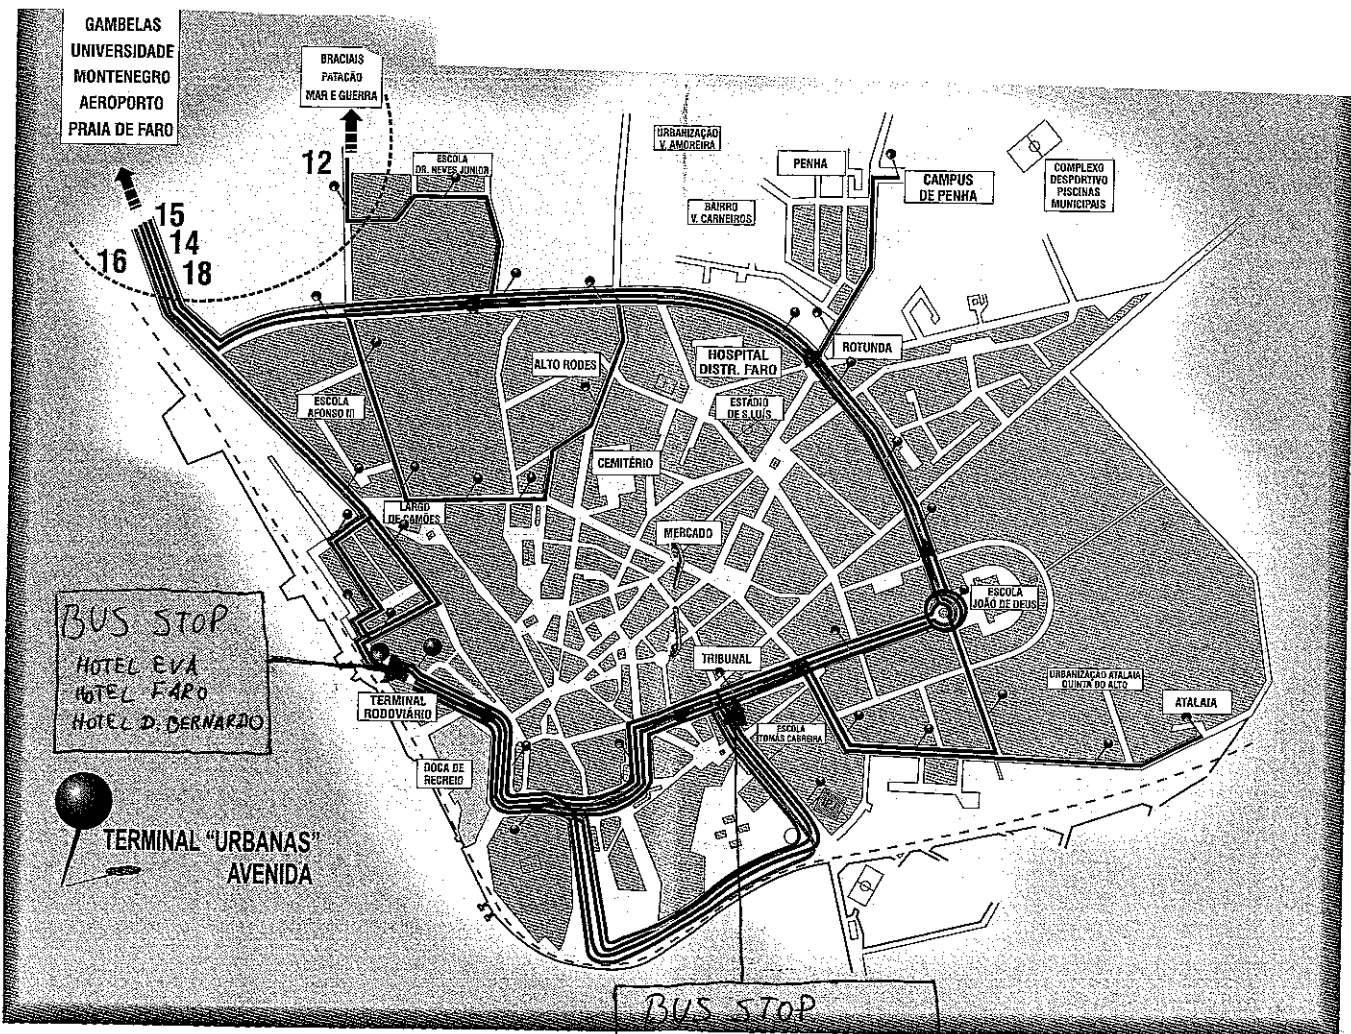 GAMBELAS
UNIVERSIDADE
MONTENEGRO
AEROPORTO
PRAIA DE FARO
BRACIAIS
PATACÃO
MAR E GUERRA
12
15
14
16
18
ESCOLA
DR. NEVES JUNIOR
URBANIZAÇÃO
V. AMOREIRA
PENHA
CAMPUS
DE PENHA
COMPLEXO
DESPORTIVO
PISCINAS
MUNICIPAIS
BAIRRO
V. CARNEIROS
ROTUNDA
HOSPITAL
DISTR. FARO
ALTO RODES
ESCOLA
AFONSO III
ESTÁDIO
DE S. LUÍS
CEMITÉRIO
LARGO
DE CAMÕES
MERCADO
ESCOLA
JOÃO DE DEUS
BUS STOP
HOTEL EVA
HOTEL FARO
HOTEL D. BERNARDO
TRIBUNAL
URBANIZAÇÃO ATALAIA
QUINTA DO ALTO
ATALAIA
TERMINAL
RODOVIÁRIO
ESCOLA
TOMÁS CABREIRA
DOCA DE
RECREIO
TERMINAL "URBANAS"
AVENIDA
BUS STOP